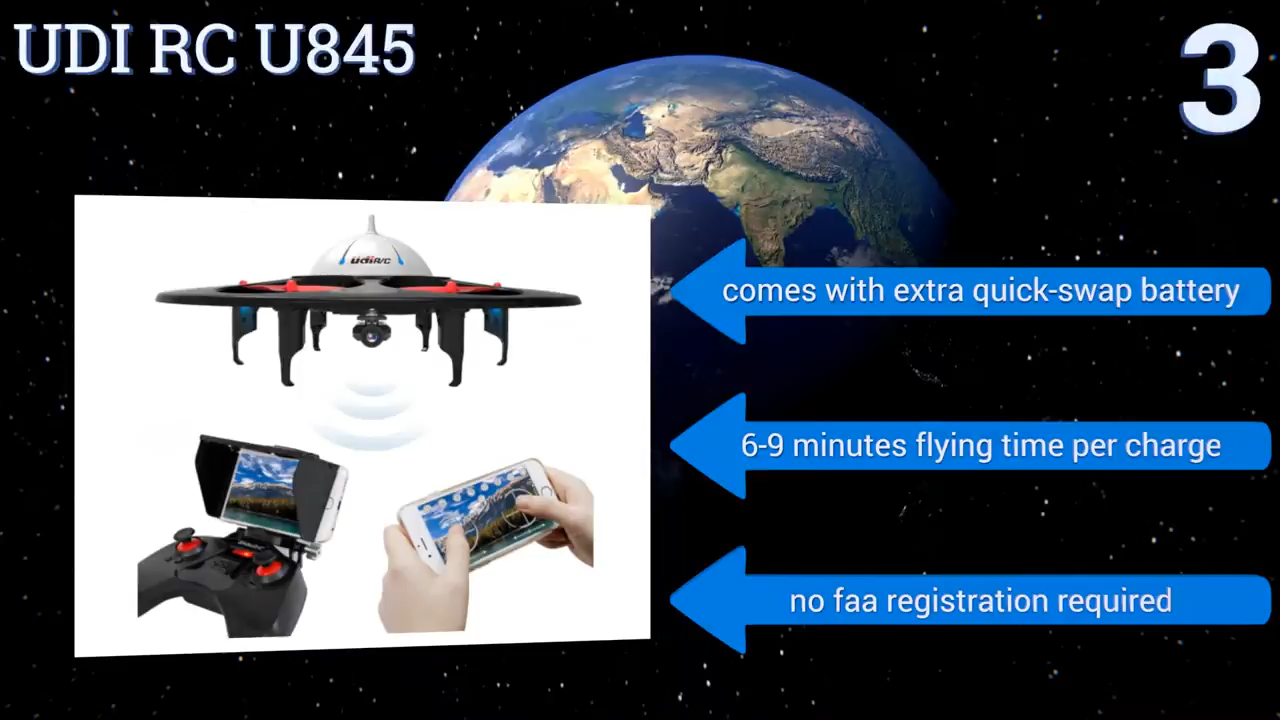 UDI RC U845
3
udiR/C
comes with extra quick-swap battery
6-9 minutes flying time per charge
no faa registration required